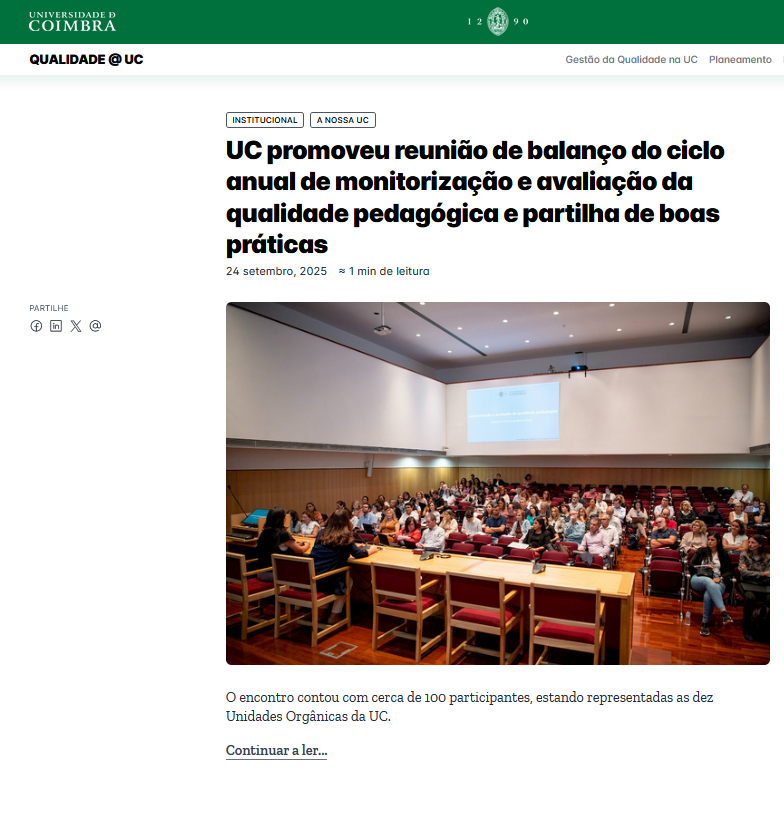 UNIVERSIDADE D
COIMBRA
12 90
QUALIDADE @ UC
Gestão da Qualidade na UC Planeamento
INSTITUCIONAL A NOSSA UC
UC promoveu reunião de balanço do ciclo
anual de monitorização e avaliação da
qualidade pedagógica e partilha de boas
práticas
24 setembro, 2025 ≈ 1 min de leitura
PARTILHE
O encontro contou com cerca de 100 participantes, estando representadas as dez
Unidades Orgânicas da UC.
Continuar a ler...